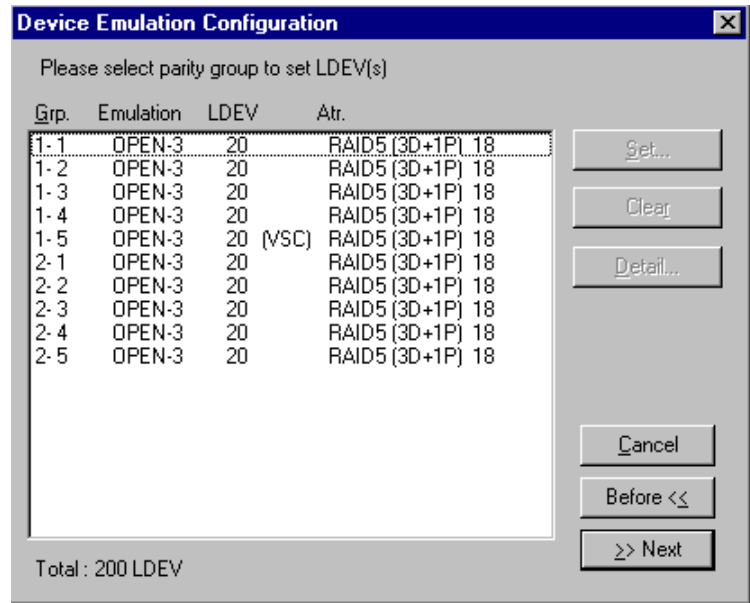 Device Emulation Configuration
Please select parity group to set LDEV(s)
Grp. Emulation LDEV Atr.
1- 1 OPEN-3 20 RAID5 (3D+1P) 18
1- 2 OPEN-3 20 RAID5 (3D+1P) 18
1- 3 OPEN-3 20 RAID5 (3D+1P) 18
1- 4 OPEN-3 20 RAID5 (3D+1P) 18
1- 5 OPEN-3 20 (VSC) RAID5 (3D+1P) 18
2- 1 OPEN-3 20 RAID5 (3D+1P) 18
2- 2 OPEN-3 20 RAID5 (3D+1P) 18
2- 3 OPEN-3 20 RAID5 (3D+1P) 18
2- 4 OPEN-3 20 RAID5 (3D+1P) 18
2- 5 OPEN-3 20 RAID5 (3D+1P) 18
Total : 200 LDEV
Set...
Clear
Detail...
Cancel
Before <<
>> Next